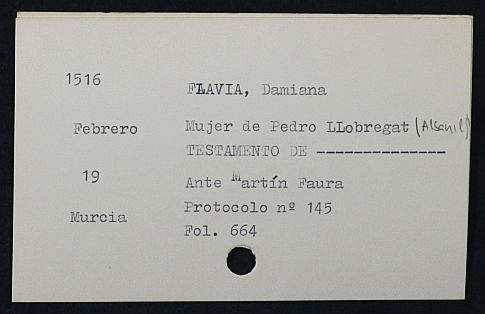 1516
FLAVIA, Damiana
Febrero
Mujer de Pedro LLobregat (Albañil)
TESTAMENTO DE --------------
19
Ante Martín Faura
Murcia
Protocolo nº 145
Fol. 664